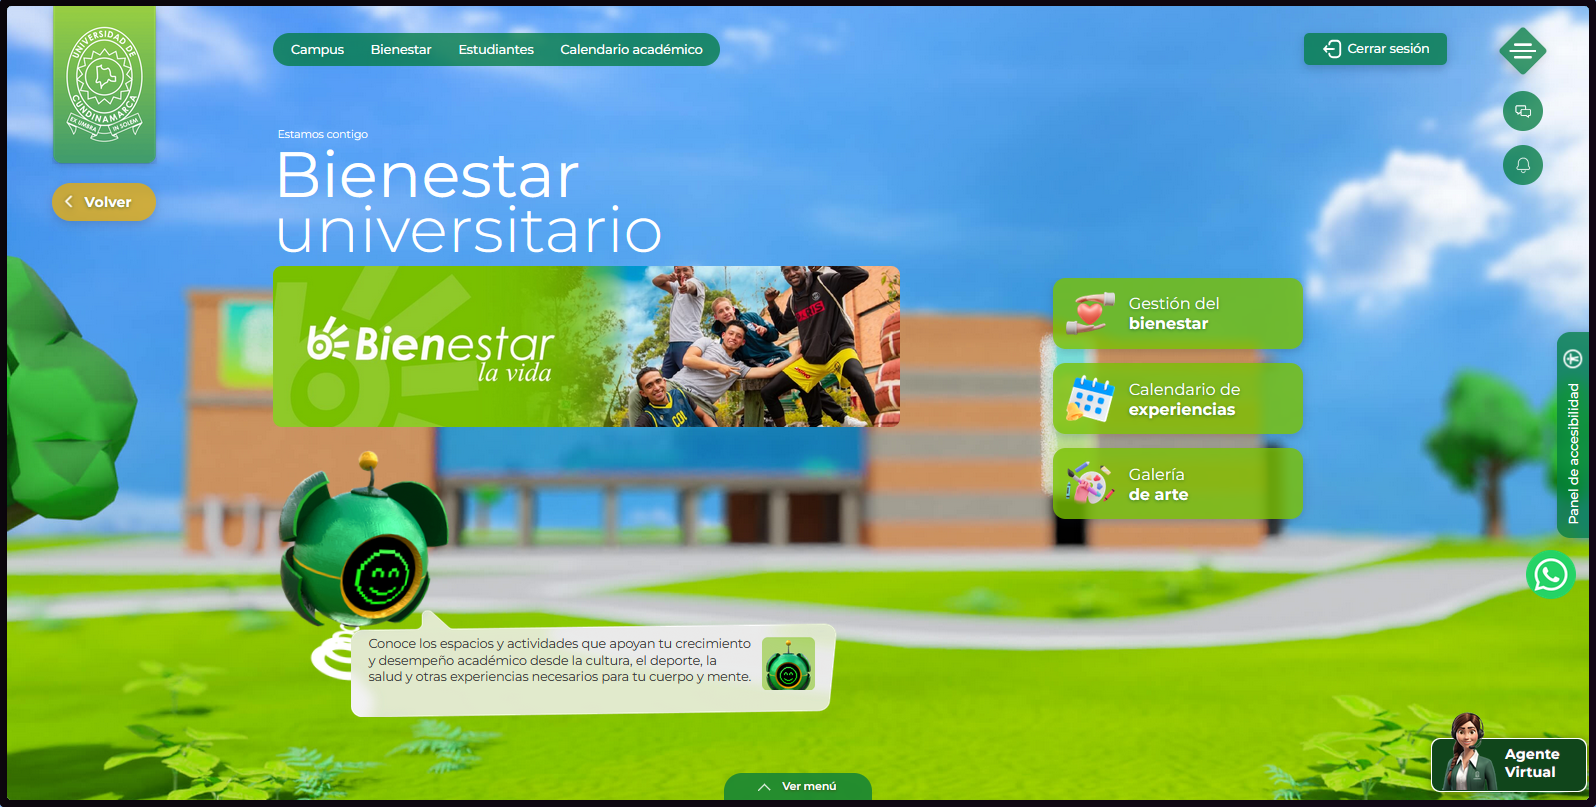 UNIVERSIDAD DE
CUNDINAMARCA
EX UMBRA IN SOLEM
Campus Bienestar Estudiantes Calendario académico
Cerrar sesión
Volver
Estamos contigo
Bienestar
universitario
Bienestar
la vida
Gestión del
bienestar
Calendario de
experiencias
Galería
de arte
Panel de accesibilidad
Conoce los espacios y actividades que apoyan tu crecimiento
y desempeño académico desde la cultura, el deporte, la
salud y otras experiencias necesarios para tu cuerpo y mente.
Ver menú
Agente
Virtual